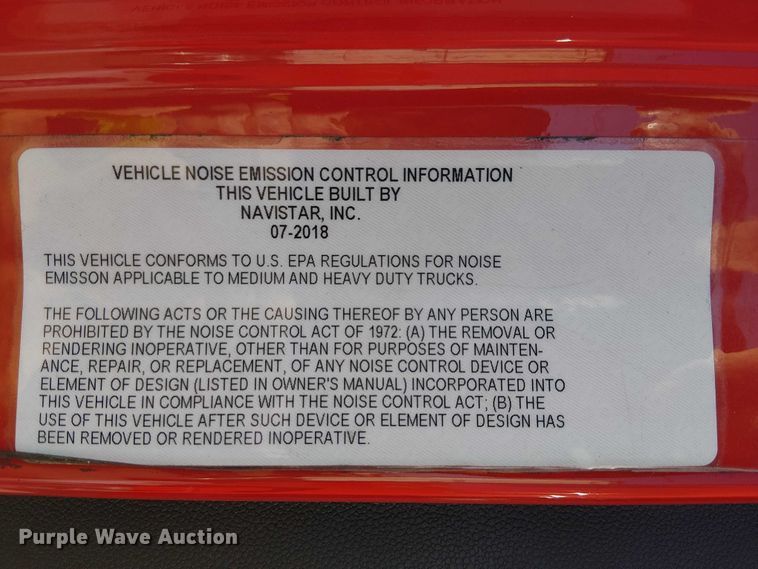 VEHICLE NOISE EMISSION CONTROL INFORMATION
THIS VEHICLE BUILT BY
NAVISTAR, INC.
07-2018
THIS VEHICLE CONFORMS TO U.S. EPA REGULATIONS FOR NOISE
EMISSON APPLICABLE TO MEDIUM AND HEAVY DUTY TRUCKS.
THE FOLLOWING ACTS OR THE CAUSING THEREOF BY ANY PERSON ARE
PROHIBITED BY THE NOISE CONTROL ACT OF 1972: (A) THE REMOVAL OR
RENDERING INOPERATIVE, OTHER THAN FOR PURPOSES OF MAINTEN-
ANCE, REPAIR, OR REPLACEMENT, OF ANY NOISE CONTROL DEVICE OR
ELEMENT OF DESIGN (LISTED IN OWNER'S MANUAL) INCORPORATED INTO
THIS VEHICLE IN COMPLIANCE WITH THE NOISE CONTROL ACT; (B) THE
USE OF THIS VEHICLE AFTER SUCH DEVICE OR ELEMENT OF DESIGN HAS
BEEN REMOVED OR RENDERED INOPERATIVE.
Purple Wave Auction